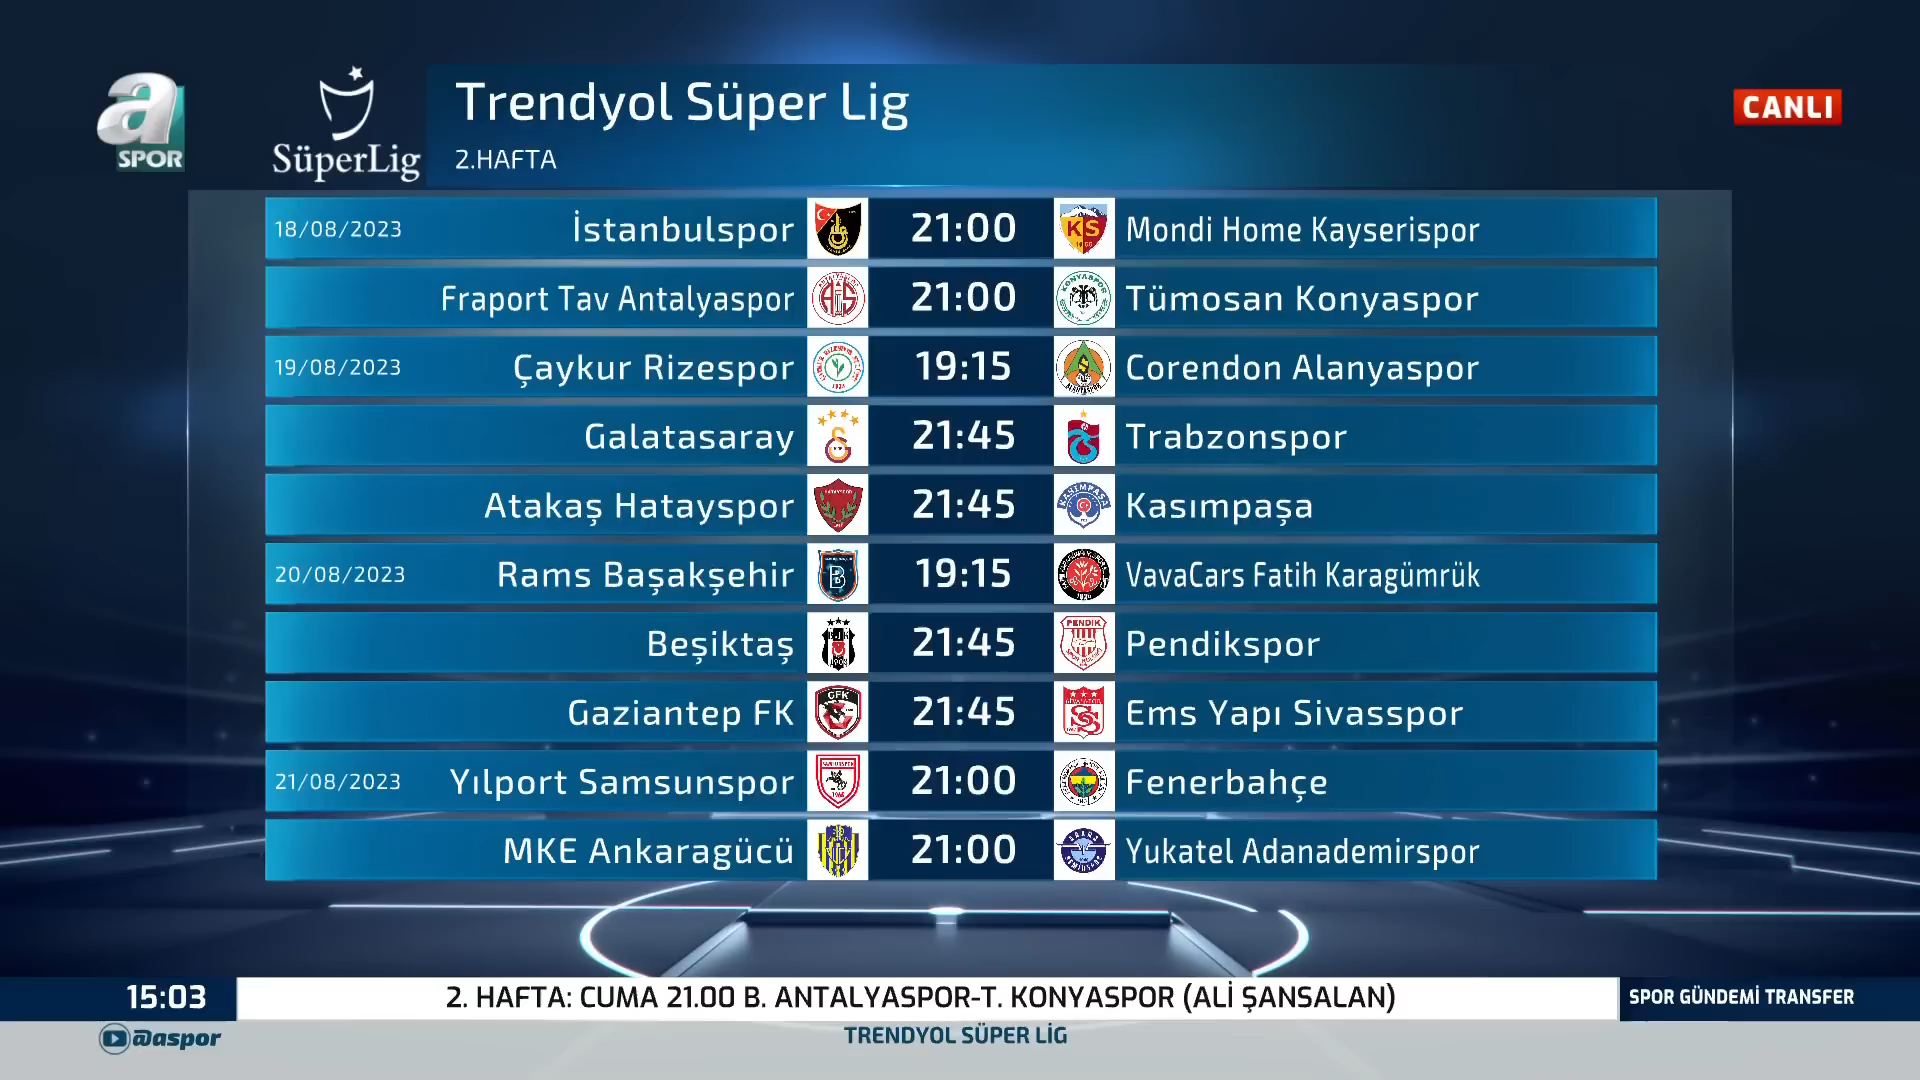 a
SPOR
SüperLig
Trendyol Süper Lig
2.HAFTA
CANLI
18/08/2023 İstanbulspor 21:00 Mondi Home Kayserispor
Fraport Tav Antalyaspor 21:00 Tümosan Konyaspor
19/08/2023 Çaykur Rizespor 19:15 Corendon Alanyaspor
Galatasaray 21:45 Trabzonspor
Atakaş Hatayspor 21:45 Kasımpaşa
20/08/2023 Rams Başakşehir 19:15 VavaCars Fatih Karagümrük
Beşiktaş 21:45 Pendikspor
Gaziantep FK 21:45 Ems Yapı Sivasspor
21/08/2023 Yılport Samsunspor 21:00 Fenerbahçe
MKE Ankaragücü 21:00 Yukatel Adanademirspor
15:03 2. HAFTA: CUMA 21.00 B. ANTALYASPOR-T. KONYASPOR (ALİ ŞANSALAN) SPOR GÜNDEMİ TRANSFER
@aspor TRENDYOL SÜPER LİG